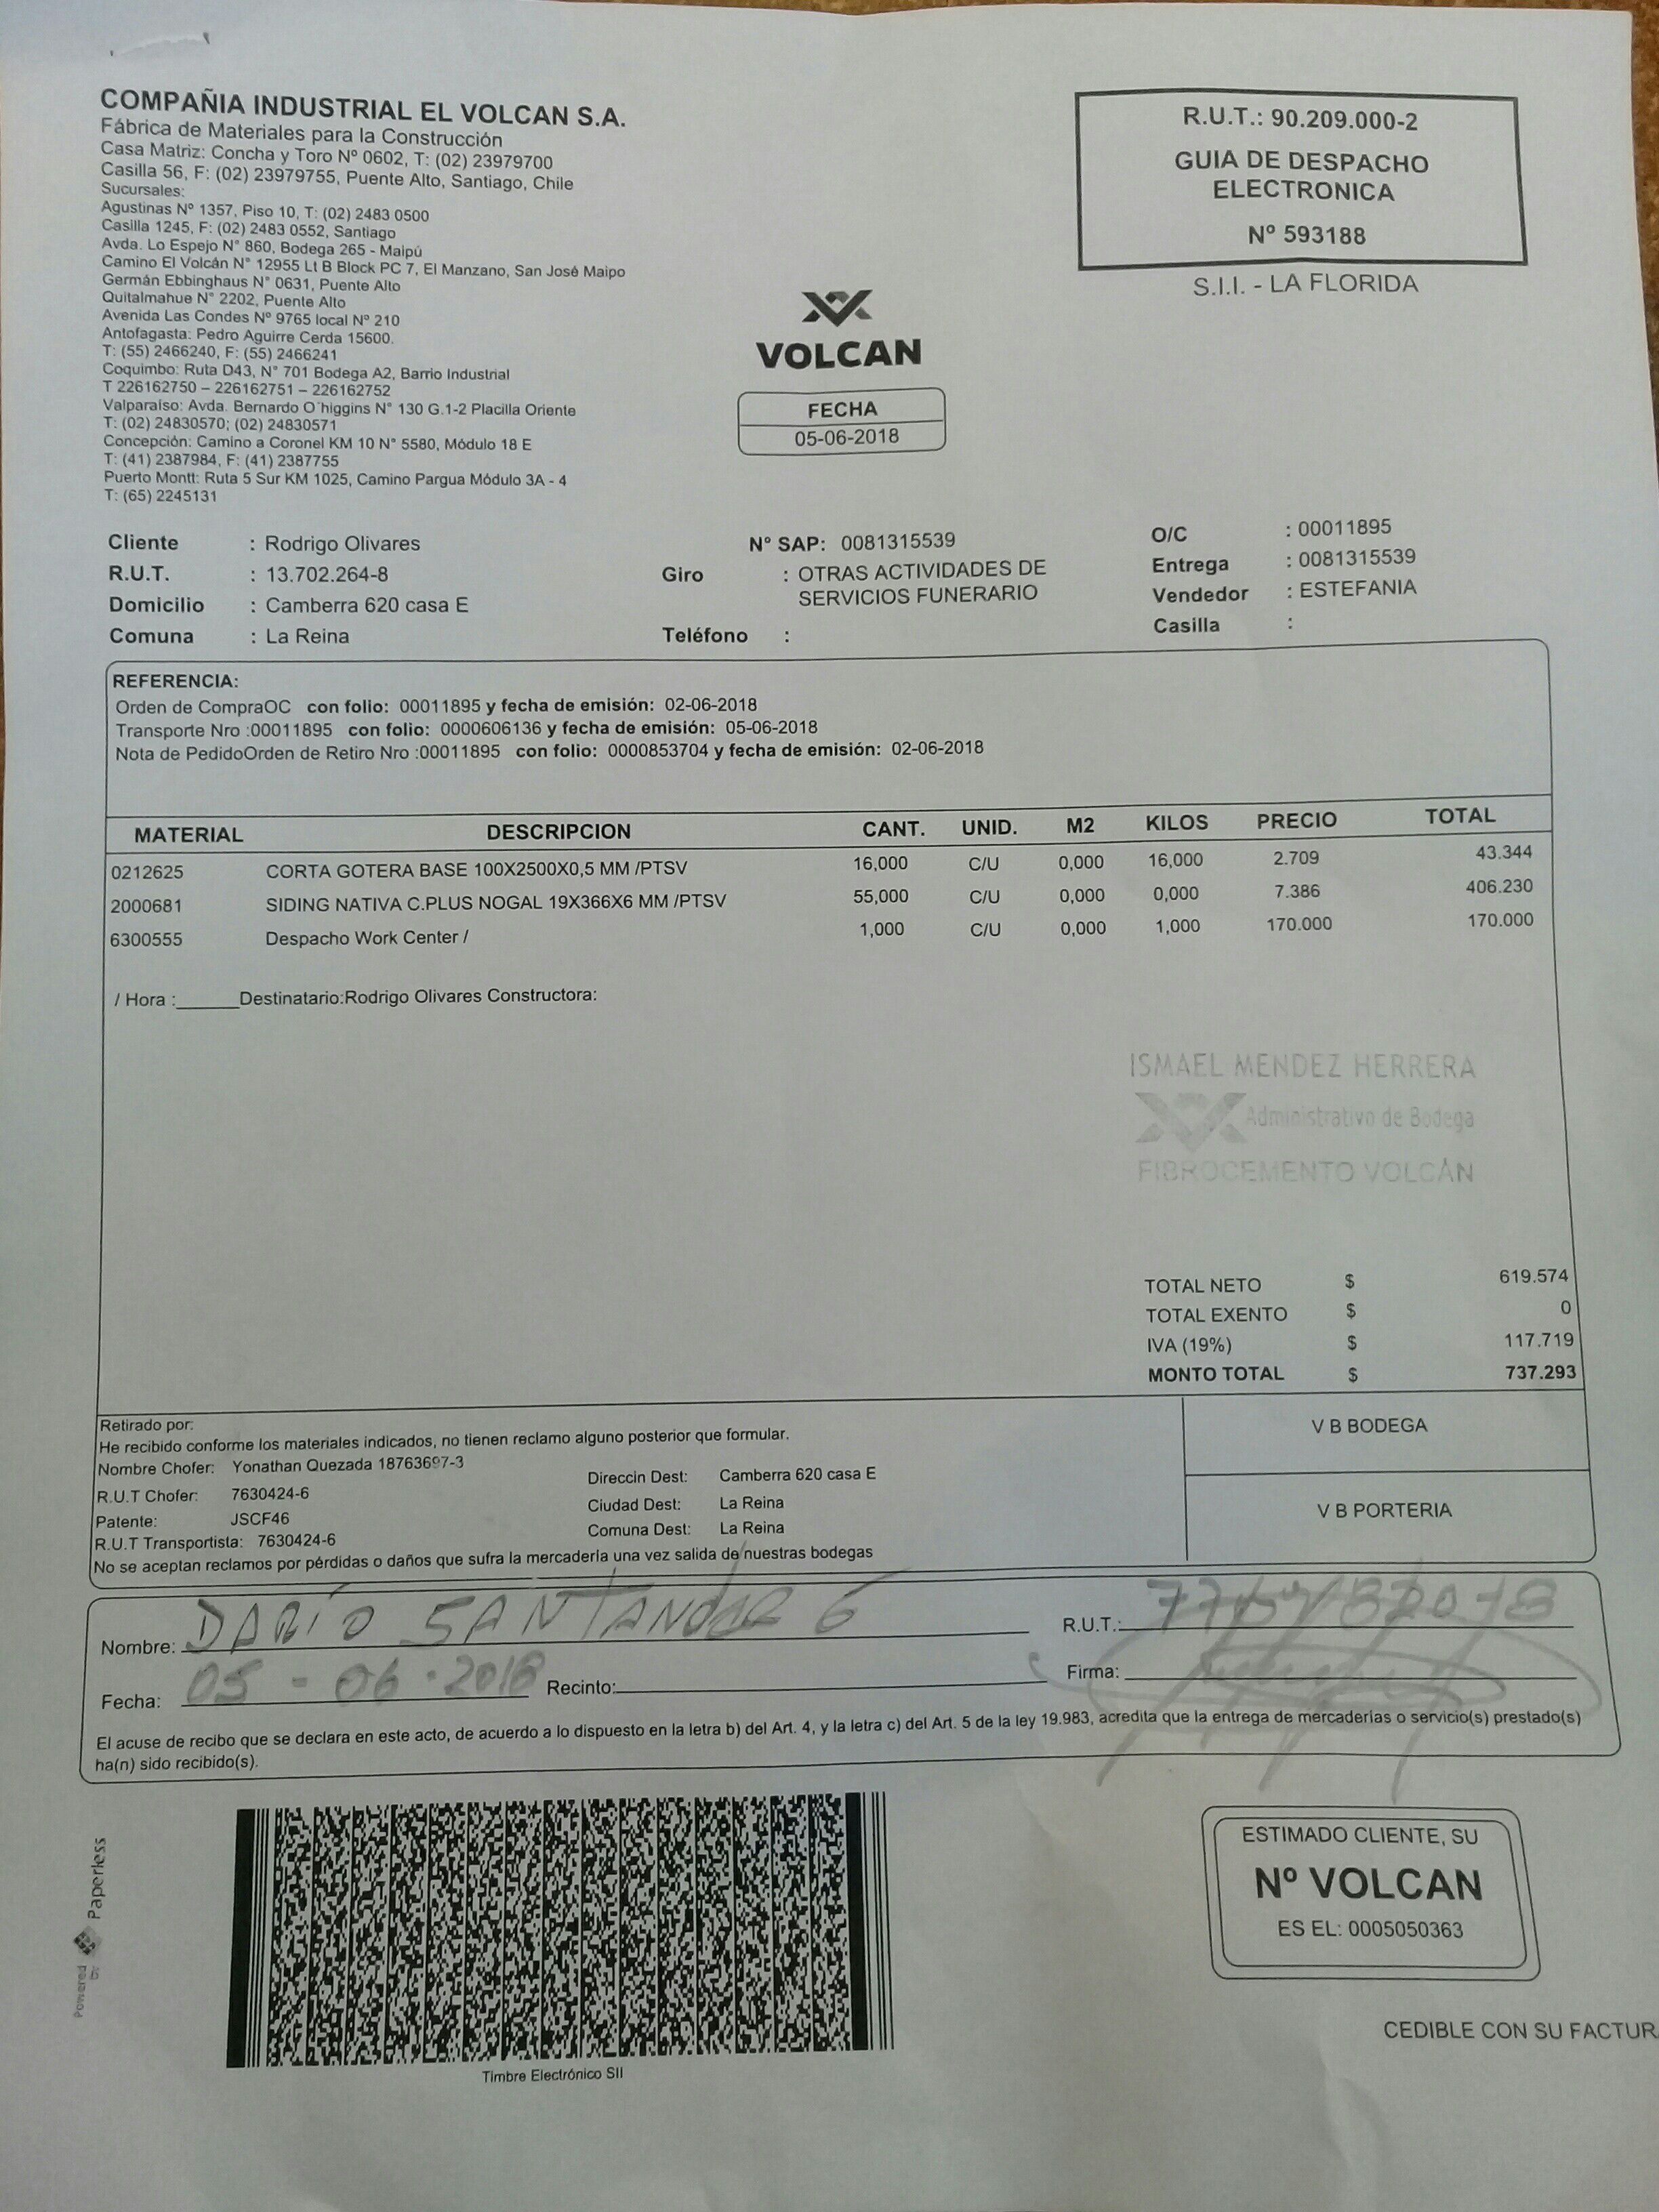 COMPAÑIA INDUSTRIAL EL VOLCAN S.A.
Fábrica de Materiales para la Construcción
Casa Matriz: Concha y Toro Nº 0602, T: (02) 23979700
Casilla 56, F: (02) 23979755, Puente Alto, Santiago, Chile
Sucursales:
Agustinas Nº 1357, Piso 10, T: (02) 2483 0500
Casilla 1245, F: (02) 2483 0552, Santiago
Avda. Lo Espejo N° 860, Bodega 265 - Maipú
Camino El Volcán N° 12955 Lt B Block PC 7, El Manzano, San José Maipo
Germán Ebbinghaus N° 0631, Puente Alto
Quitalmahue N° 2202, Puente Alto
Avenida Las Condes Nº 9765 local Nº 210
Antofagasta: Pedro Aguirre Cerda 15600.
T: (55) 2466240, F: (55) 2466241
Coquimbo: Ruta D43, N° 701 Bodega A2, Barrio Industrial
T 226162750 – 226162751 – 226162752
Valparaíso: Avda. Bernardo O´higgins N° 130 G.1-2 Placilla Oriente
T: (02) 24830570; (02) 24830571
Concepción: Camino a Coronel KM 10 N° 5580, Módulo 18 E
T: (41) 2387984, F: (41) 2387755
Puerto Montt: Ruta 5 Sur KM 1025, Camino Pargua Módulo 3A - 4
T: (65) 2245131
R.U.T.: 90.209.000-2
GUIA DE DESPACHO
ELECTRONICA
Nº 593188
S.I.I. - LA FLORIDA
VOLCAN
FECHA
05-06-2018
Cliente : Rodrigo Olivares N° SAP: 0081315539 O/C : 00011895
R.U.T. : 13.702.264-8 Giro : OTRAS ACTIVIDADES DE Entrega : 0081315539
Domicilio : Camberra 620 casa E SERVICIOS FUNERARIO Vendedor : ESTEFANIA
Comuna : La Reina Teléfono : Casilla :
REFERENCIA:
Orden de CompraOC con folio: 00011895 y fecha de emisión: 02-06-2018
Transporte Nro :00011895 con folio: 0000606136 y fecha de emisión: 05-06-2018
Nota de PedidoOrden de Retiro Nro :00011895 con folio: 0000853704 y fecha de emisión: 02-06-2018
MATERIAL DESCRIPCION CANT. UNID. M2 KILOS PRECIO TOTAL
0212625 CORTA GOTERA BASE 100X2500X0,5 MM /PTSV 16,000 C/U 0,000 16,000 2.709 43.344
2000681 SIDING NATIVA C.PLUS NOGAL 19X366X6 MM /PTSV 55,000 C/U 0,000 0,000 7.386 406.230
6300555 Despacho Work Center / 1,000 C/U 0,000 1,000 170.000 170.000
/ Hora :______Destinatario:Rodrigo Olivares Constructora:
ISMAEL MENDEZ HERRERA
Administrativo de Bodega
FIBROCEMENTO VOLCÁN
TOTAL NETO $ 619.574
TOTAL EXENTO $ 0
IVA (19%) $ 117.719
MONTO TOTAL $ 737.293
Retirado por:
He recibido conforme los materiales indicados, no tienen reclamo alguno posterior que formular.
Nombre Chofer: Yonathan Quezada 18763697-3
R.U.T Chofer: 7630424-6 Direccin Dest: Camberra 620 casa E
Patente: JSCF46 Ciudad Dest: La Reina
R.U.T Transportista: 7630424-6 Comuna Dest: La Reina
No se aceptan reclamos por pérdidas o daños que sufra la mercadería una vez salida de nuestras bodegas
V B BODEGA
V B PORTERIA
Nombre: DARÍO SANTANDER G R.U.T.:
Fecha: 05 - 06 . 2018 Recinto: Firma:
El acuse de recibo que se declara en este acto, de acuerdo a lo dispuesto en la letra b) del Art. 4, y la letra c) del Art. 5 de la ley 19.983, acredita que la entrega de mercaderías o servicio(s) prestado(s)
ha(n) sido recibido(s).
Powered by Paperless
Timbre Electrónico SII
ESTIMADO CLIENTE, SU
Nº VOLCAN
ES EL: 0005050363
CEDIBLE CON SU FACTUR